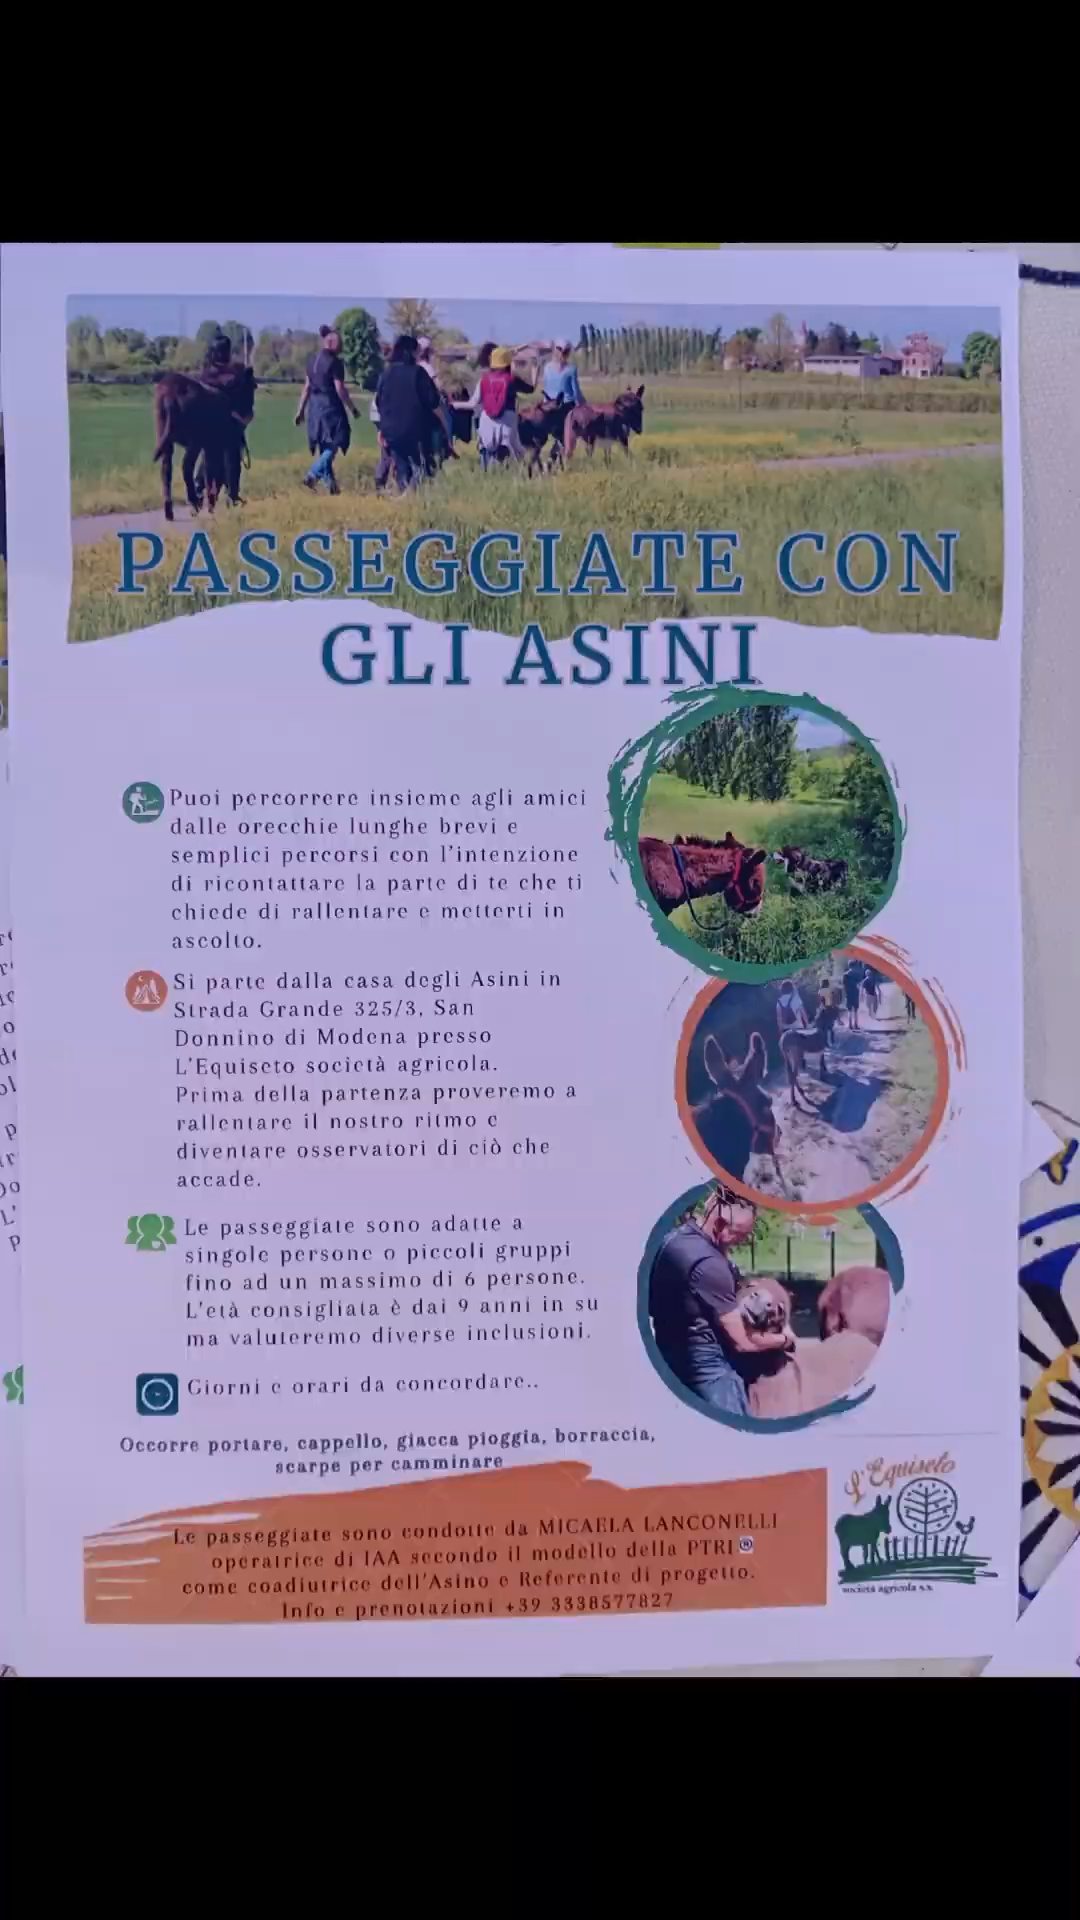 PASSEGGIATE CON
GLI ASINI
Puoi percorrere insieme agli amici
dalle orecchie lunghe brevi e
semplici percorsi con l'intenzione
di ricontattare la parte di te che ti
chiede di rallentare e metterti in
ascolto.
Si parte dalla casa degli Asini in
Strada Grande 325/3, San
Donnino di Modena presso
L'Equiseto società agricola.
Prima della partenza proveremo a
rallentare il nostro ritmo e
diventare osservatori di ciò che
accade.
Le passeggiate sono adatte a
singole persone o piccoli gruppi
fino ad un massimo di 6 persone.
L'età consigliata è dai 9 anni in su
ma valuteremo diverse inclusioni.
Giorni e orari da concordare..
Occorre portare, cappello, giacca pioggia, borraccia,
scarpe per camminare
Le passeggiate sono condotte da MICAELA LANCONELLI
operatrice di IAA secondo il modello della PTRI®
come coadiutrice dell'Asino e Referente di progetto.
Info e prenotazioni +39 3338577827
L'Equiseto
società agricola s.s.